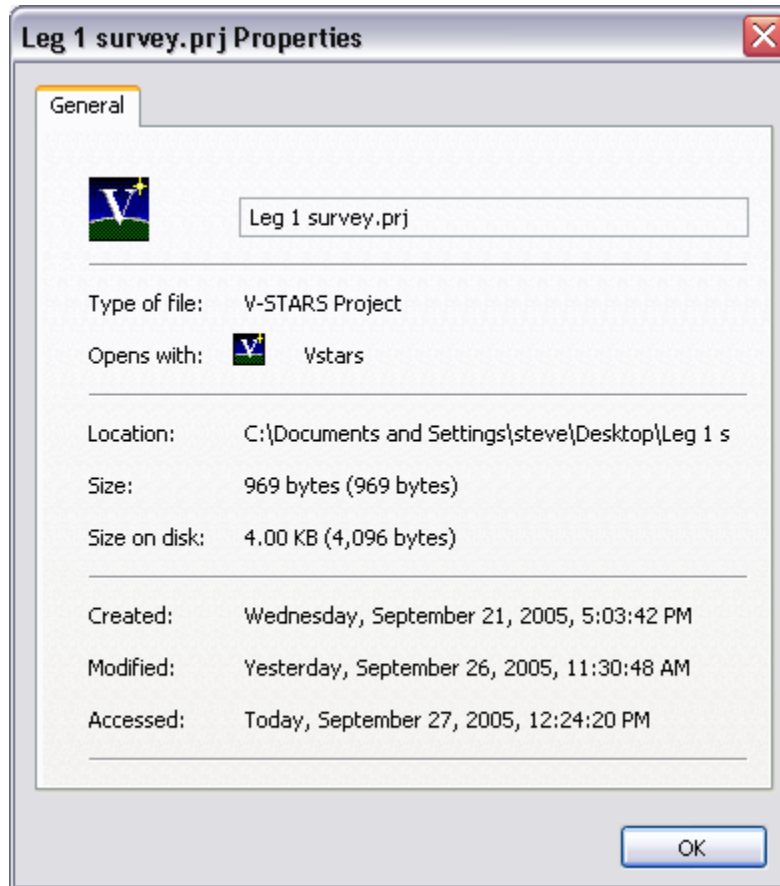 Leg 1 survey.prj Properties
General
V
Leg 1 survey.prj
Type of file: V-STARS Project
Opens with: V Vstars
Location: C:\Documents and Settings\steve\Desktop\Leg 1 s
Size: 969 bytes (969 bytes)
Size on disk: 4.00 KB (4,096 bytes)
Created: Wednesday, September 21, 2005, 5:03:42 PM
Modified: Yesterday, September 26, 2005, 11:30:48 AM
Accessed: Today, September 27, 2005, 12:24:20 PM
OK